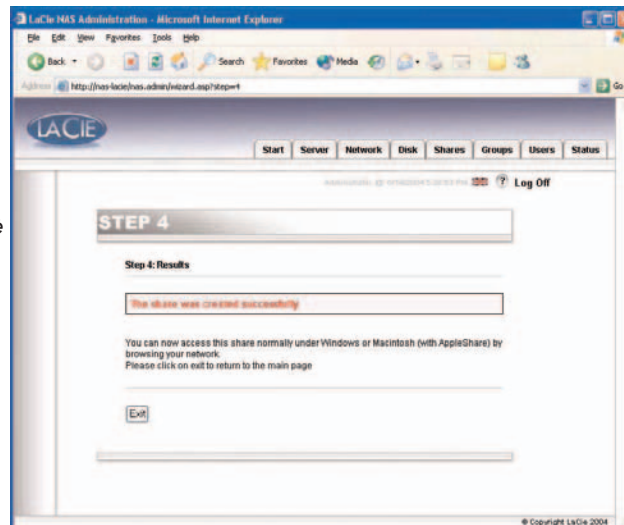 LaCie NAS Administration - Microsoft Internet Explorer
File Edit View Favorites Tools Help
Back Search Favorites Media
Address http://nas-lacie/nas.admin/wizard.asp?step=4 Go
LACIE
Start Server Network Disk Shares Groups Users Status
? Log Off
e
STEP 4
Step 4: Results
The share was created successfully
You can now access this share normally under Windows or Macintosh (with AppleShare) by
browsing your network.
Please click on exit to return to the main page
Exit
© Copyright LaCie 2004